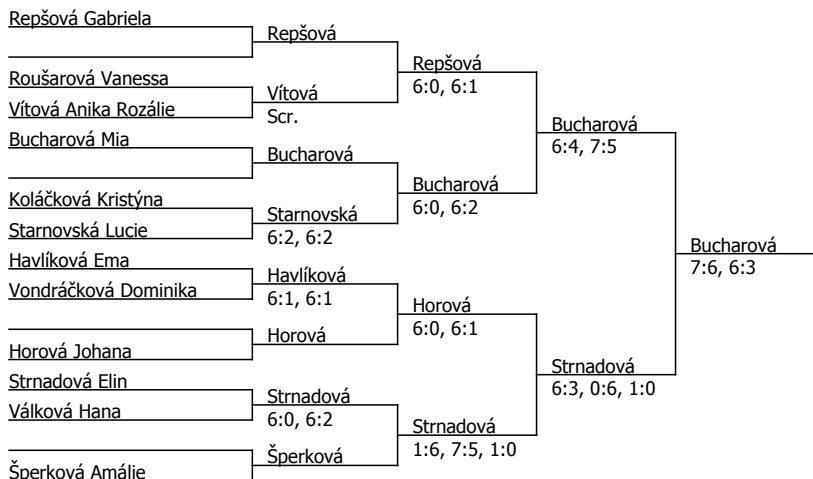 Repšová Gabriela
Repšová
Repšová
6:0, 6:1
Roušarová Vanessa
Vítová
Scr.
Vítová Anika Rozálie
Bucharová
6:4, 7:5
Bucharová Mia
Bucharová
Bucharová
6:0, 6:2
Koláčková Kristýna
Starnovská
6:2, 6:2
Starnovská Lucie
Bucharová
7:6, 6:3
Havlíková Ema
Havlíková
6:1, 6:1
Vondráčková Dominika
Horová
6:0, 6:1
Horová
Horová Johana
Strnadová
6:3, 0:6, 1:0
Strnadová Elin
Strnadová
6:0, 6:2
Válková Hana
Strnadová
1:6, 7:5, 1:0
Šperková
Šperková Amálie